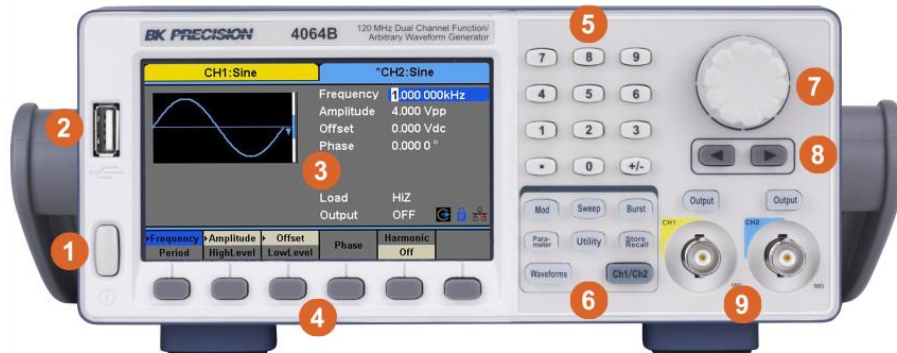 BK PRECISION 4064B 120 MHz Dual Channel Function/
Arbitrary Waveform Generator
CH1:Sine *CH2:Sine
Frequency 1.000 000kHz
Amplitude 4.000 Vpp
Offset 0.000 Vdc
Phase 0.000 0 °
Load HiZ
Output OFF
Frequency Amplitude Offset Phase Harmonic
Period HighLevel LowLevel Off
1
2
3
4
5
7 8 9
4 5 6
1 2 3
• 0 +/-
Mod Sweep Burst
Para-
meter
Utility
Store
Recall
Waveforms Ch1/Ch2
6
7
8
Output Output
CH1 CH2
50Ω 50Ω
9